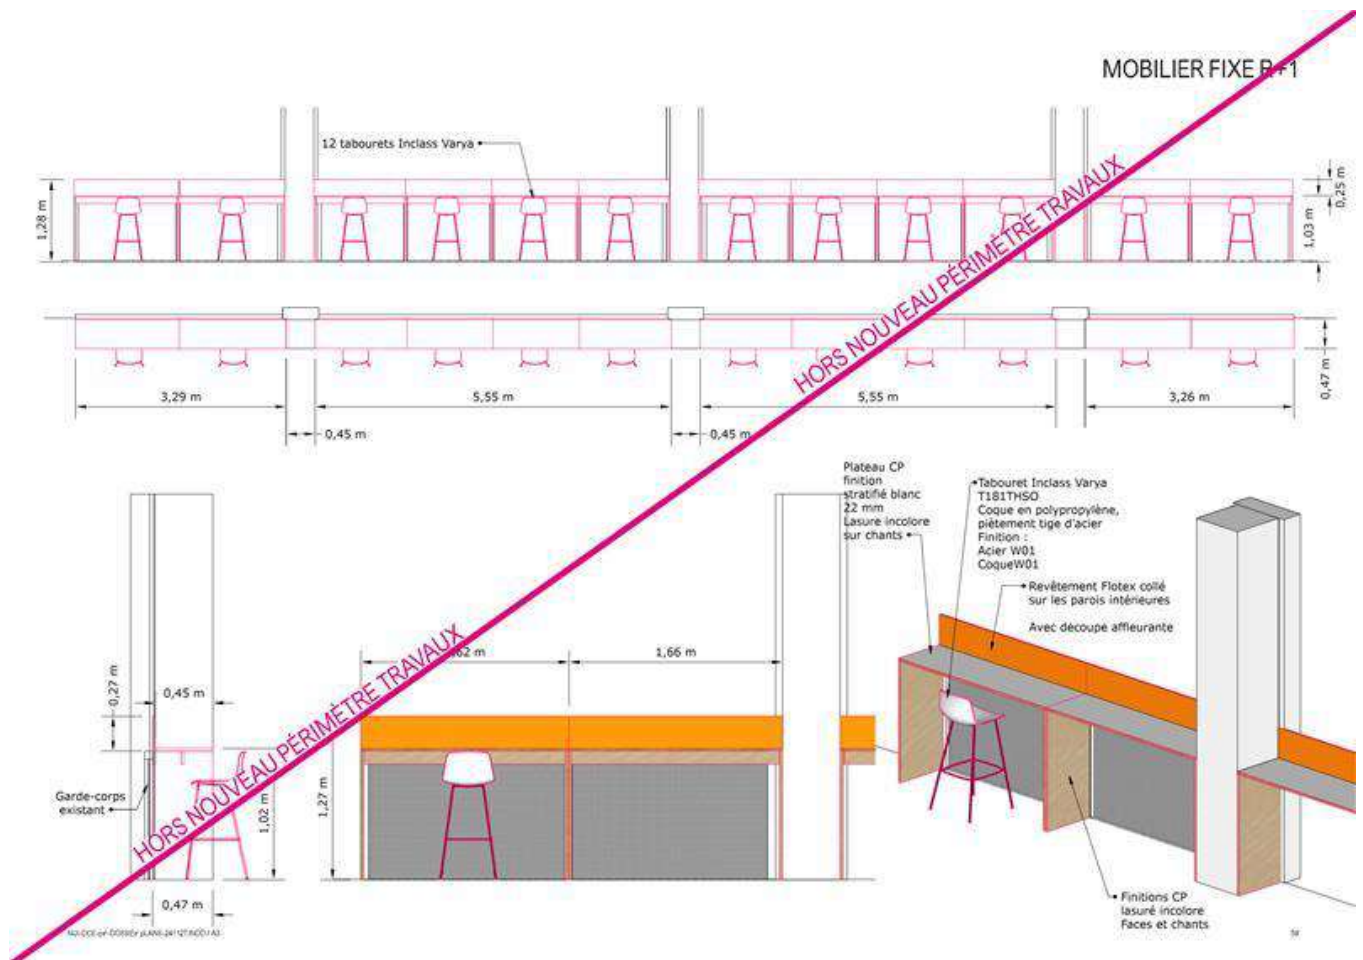 MOBILIER FIXE R+1
12 tabourets Inclass Varya
1,28 m
0,25 m
1,03 m
HORS NOUVEAU PÉRIMÈTRE TRAVAUX
0,47 m
3,29 m
5,55 m
5,55 m
3,26 m
0,45 m
0,45 m
Plateau CP
finition
stratifié blanc
22 mm
Lasure incolore
sur chants
Tabouret Inclass Varya
T181THSO
Coque en polypropylène,
piètement tige d'acier
Finition :
Acier W01
CoqueW01
Revêtement Flotex collé
sur les parois intérieures
Avec découpe affleurante
HORS NOUVEAU PÉRIMÈTRE TRAVAUX
0,27 m
0,45 m
62 m
1,66 m
Garde-corps
existant
1,02 m
1,27 m
0,47 m
Finitions CP
lasuré incolore
Faces et chants